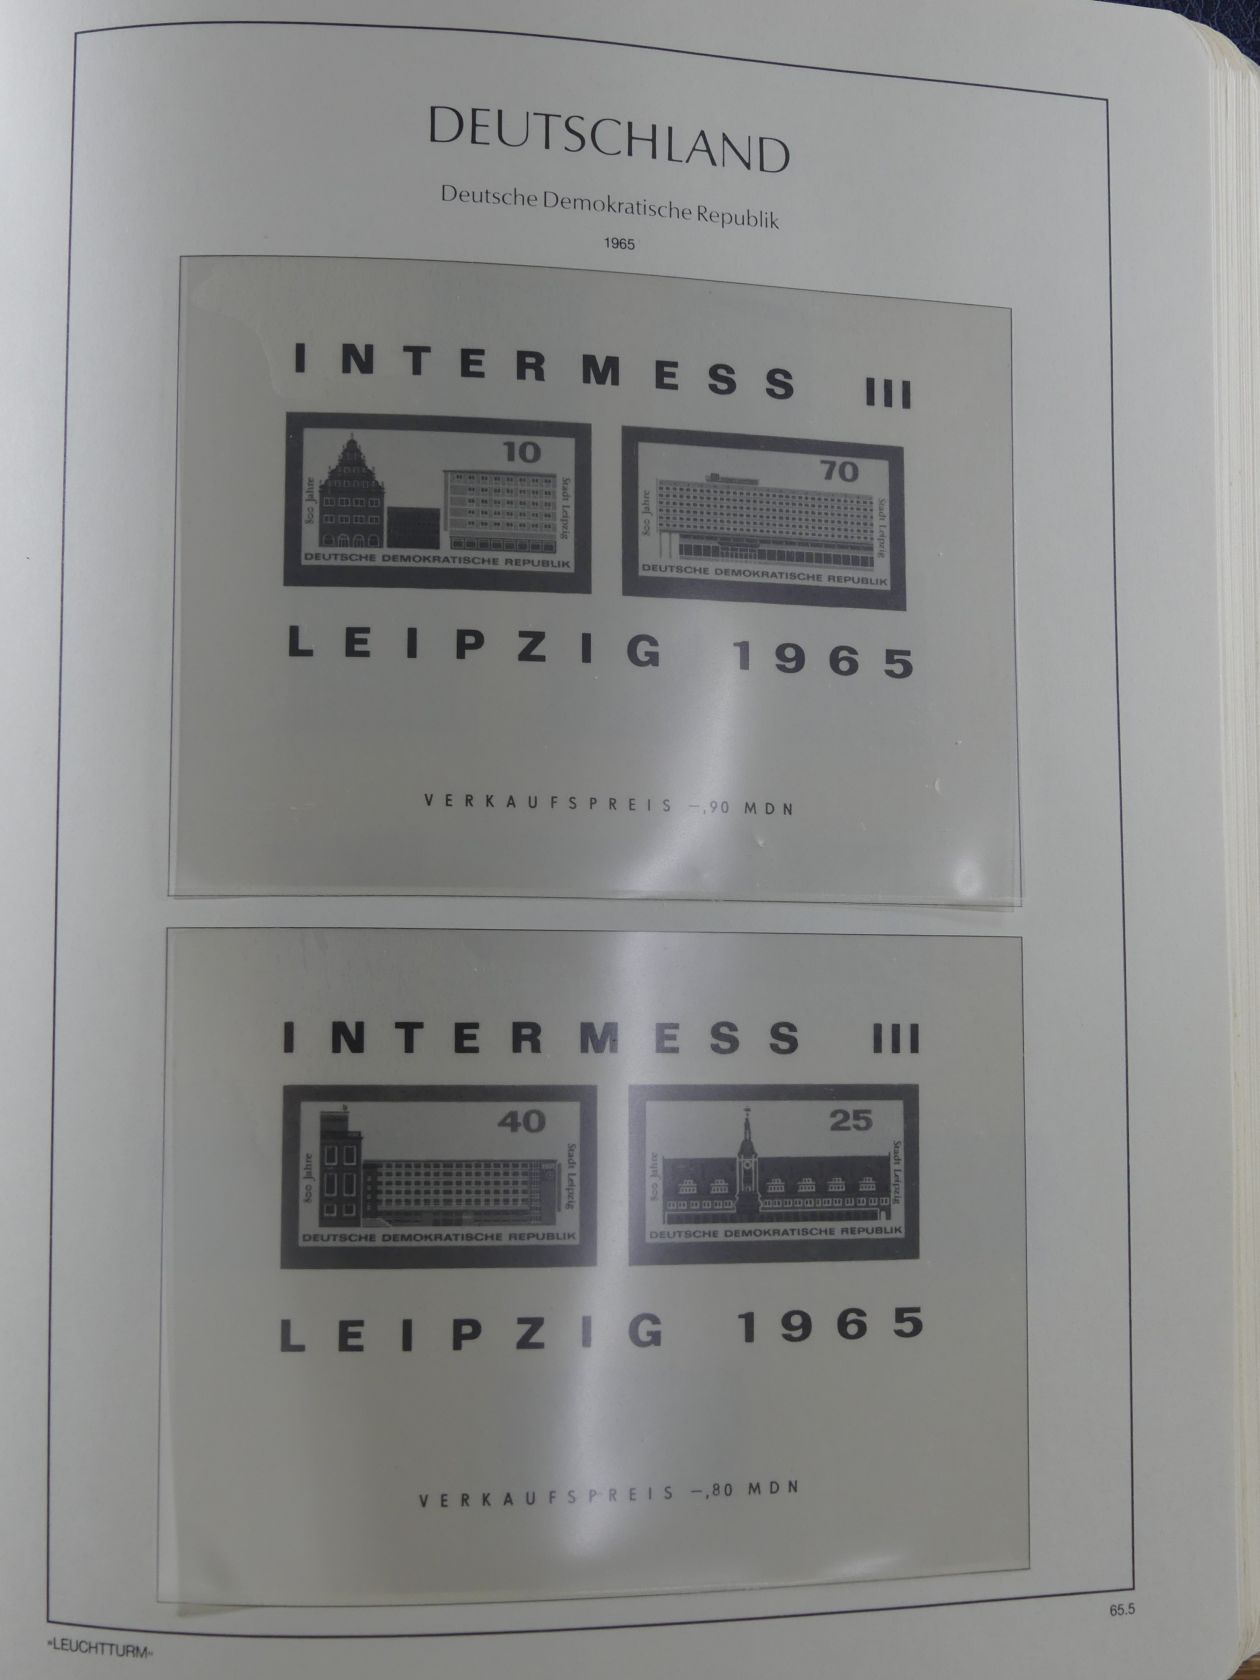 DEUTSCHLAND
Deutsche Demokratische Republik
1965
INTERMESS III
10
800 Jahre
Stadt Leipzig
DEUTSCHE DEMOKRATISCHE REPUBLIK
70
800 Jahre
Stadt Leipzig
DEUTSCHE DEMOKRATISCHE REPUBLIK
LEIPZIG 1965
VERKAUFSPREIS –,90 MDN
INTERMESS III
40
800 Jahre
Stadt Leipzig
DEUTSCHE DEMOKRATISCHE REPUBLIK
25
800 Jahre
Stadt Leipzig
DEUTSCHE DEMOKRATISCHE REPUBLIK
LEIPZIG 1965
VERKAUFSPREIS –,80 MDN
65.5
»LEUCHTTURM«